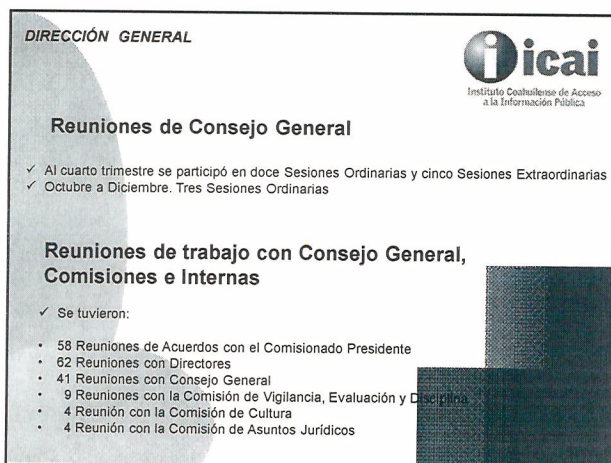 DIRECCIÓN GENERAL
icai
Instituto Coahuilense de Acceso
a la Información Pública
Reuniones de Consejo General
✓ Al cuarto trimestre se participó en doce Sesiones Ordinarias y cinco Sesiones Extraordinarias
✓ Octubre a Diciembre. Tres Sesiones Ordinarias
Reuniones de trabajo con Consejo General,
Comisiones e Internas
✓ Se tuvieron:
• 58 Reuniones de Acuerdos con el Comisionado Presidente
• 62 Reuniones con Directores
• 41 Reuniones con Consejo General
• 9 Reuniones con la Comisión de Vigilancia, Evaluación y Disciplina
• 4 Reunión con la Comisión de Cultura
• 4 Reunión con la Comisión de Asuntos Jurídicos